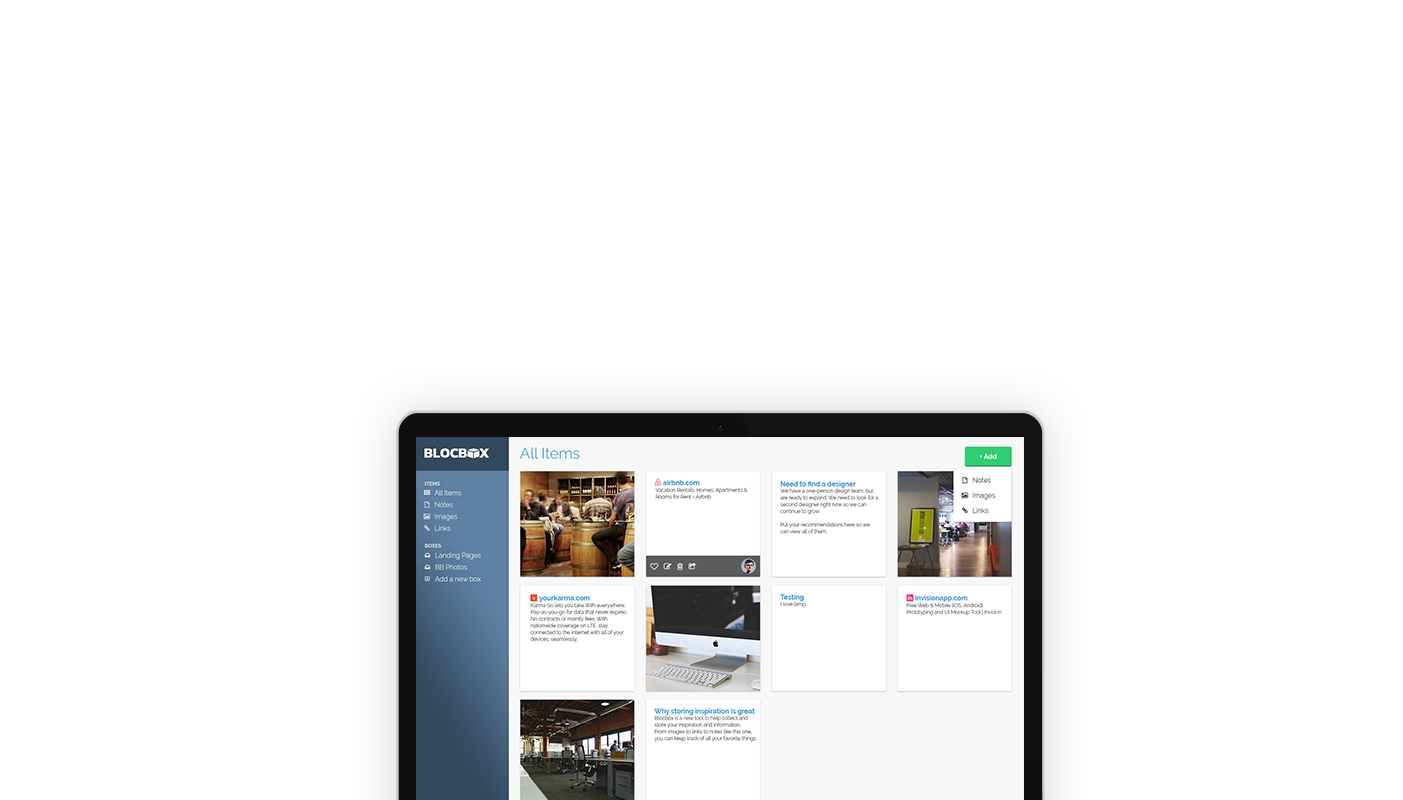 BLOCBOX
All Items
+ Add
ITEMS
All Items
Notes
Images
Links
BOXES
Landing Pages
BB Photos
Add a new box
Notes
Images
Links
airbnb.com
Vacation Rentals, Homes, Apartments &
Rooms for Rent - Airbnb
Need to find a designer
We have a one-person design team, but
are ready to expand. We need to look for a
second designer right now so we can
continue to grow.
Put your recommendations here so we
can view all of them.
yourkarma.com
Karma Go lets you take WiFi everywhere.
Pay-as-you-go for data that never expires.
No contracts or montly fees. With
nationwide coverage on LTE, stay
connected to the internet with all of your
devices, seamlessly.
Testing
I love lamp.
invisionapp.com
Free Web & Mobile (iOS, Android)
Prototyping and UI Mockup Tool | Invision
Why storing inspiration is great
Blocbox is a new tool to help collect and
store your inspiration and information.
From images to links to notes like this one,
you can keep track of all your favorite things.